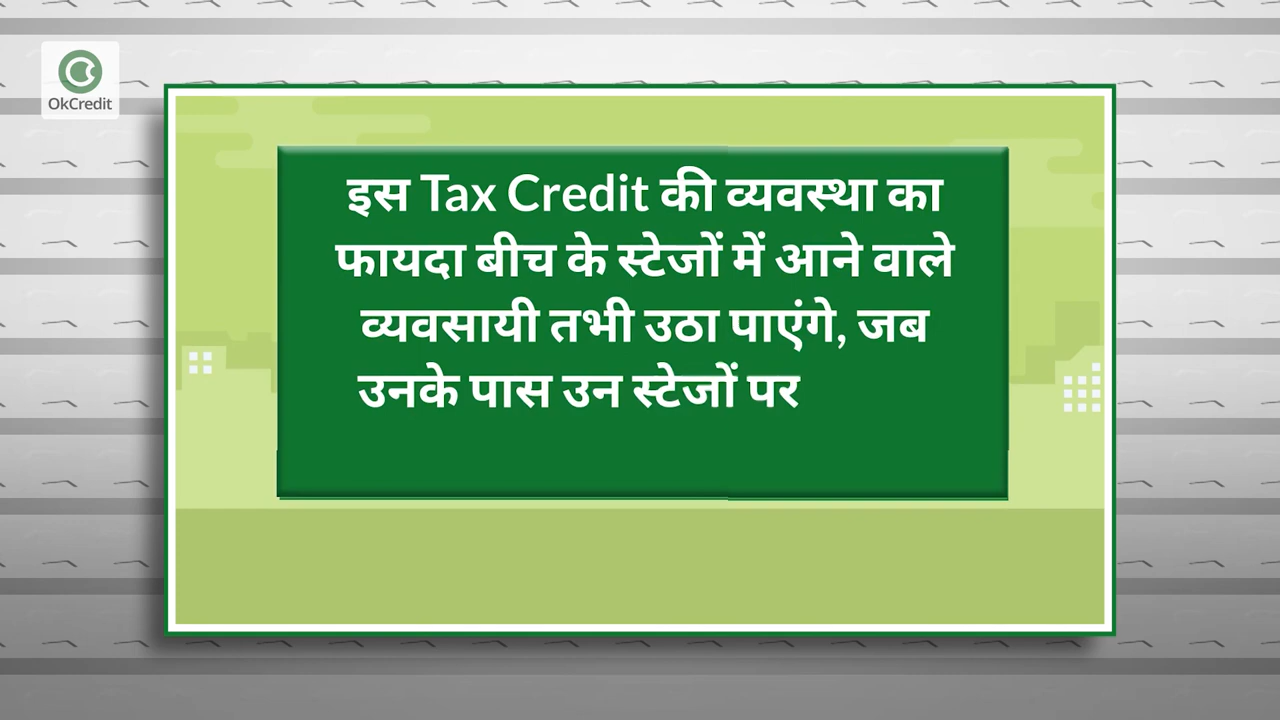 OkCredit
इस Tax Credit की व्यवस्था का
फायदा बीच के स्टेजों में आने वाले
व्यवसायी तभी उठा पाएंगे, जब
उनके पास उन स्टेजों पर